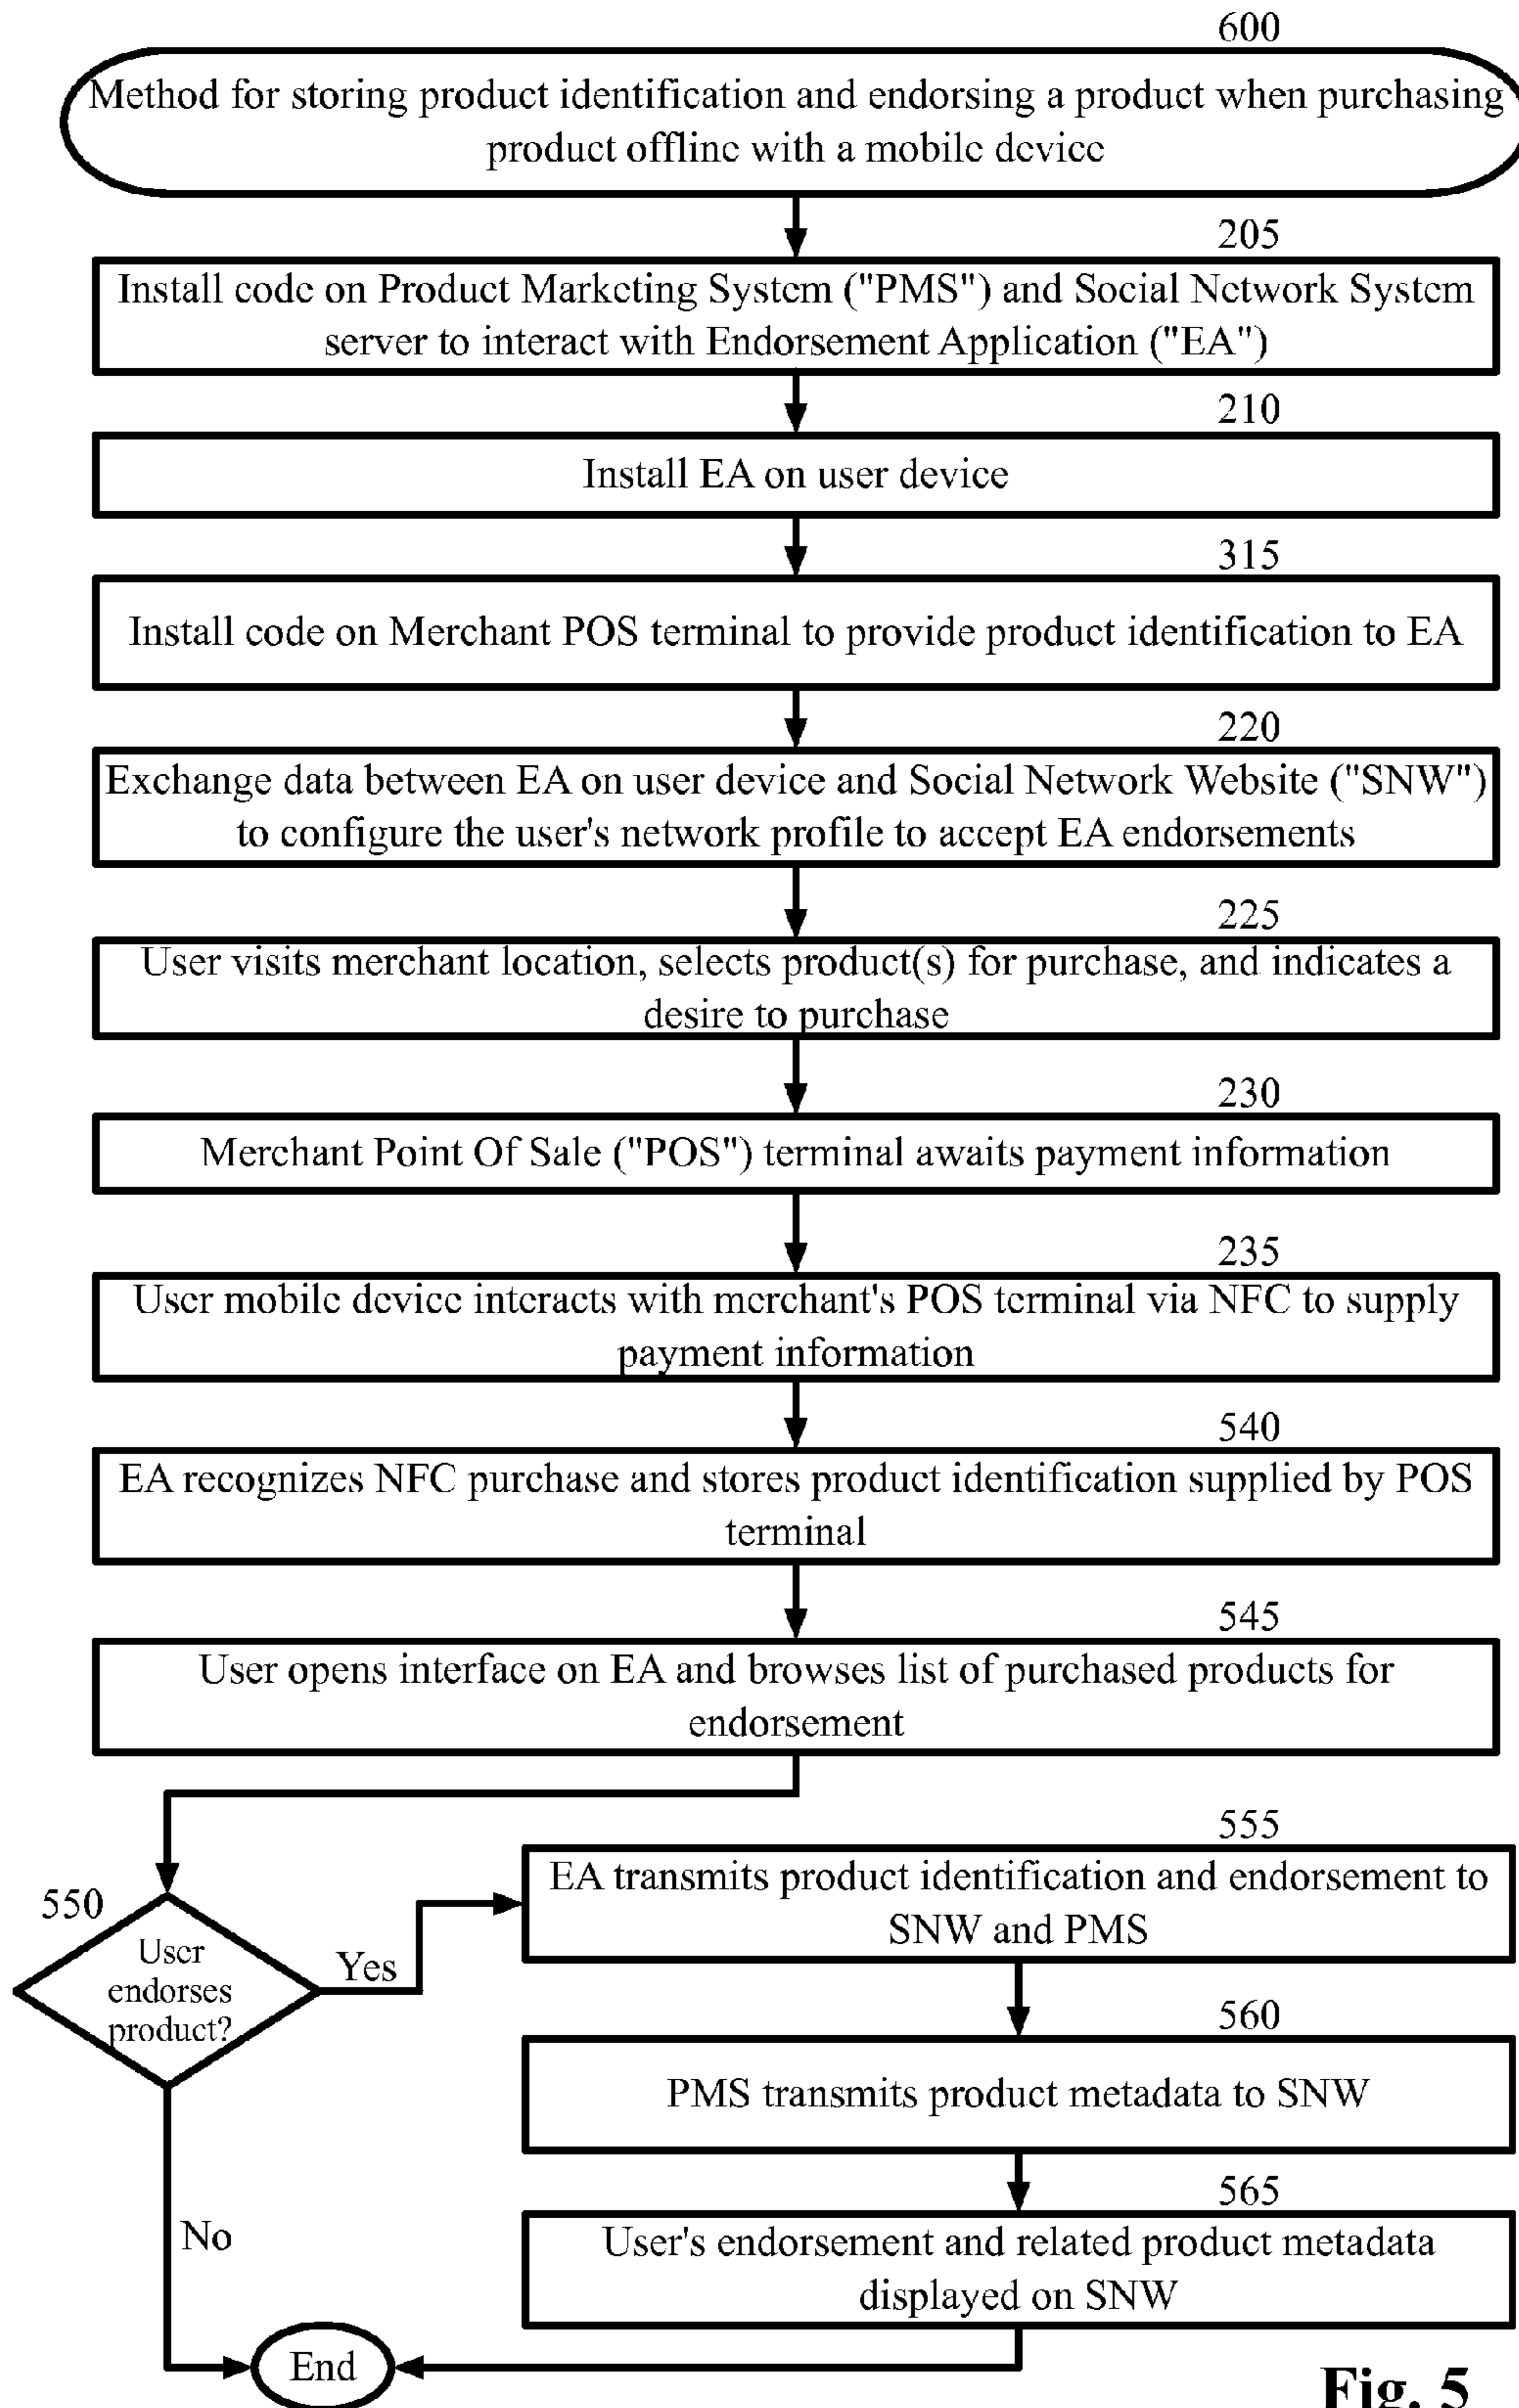 600
Method for storing product identification and endorsing a product when purchasing
product offline with a mobile device
205
Install code on Product Marketing System ("PMS") and Social Network System
server to interact with Endorsement Application ("EA")
210
Install EA on user device
315
Install code on Merchant POS terminal to provide product identification to EA
220
Exchange data between EA on user device and Social Network Website ("SNW")
to configure the user's network profile to accept EA endorsements
225
User visits merchant location, selects product(s) for purchase, and indicates a
desire to purchase
230
Merchant Point Of Sale ("POS") terminal awaits payment information
235
User mobile device interacts with merchant's POS terminal via NFC to supply
payment information
540
EA recognizes NFC purchase and stores product identification supplied by POS
terminal
545
User opens interface on EA and browses list of purchased products for
endorsement
550
User
endorses
product?
Yes
No
555
EA transmits product identification and endorsement to
SNW and PMS
560
PMS transmits product metadata to SNW
565
User's endorsement and related product metadata
displayed on SNW
End
Fig. 5